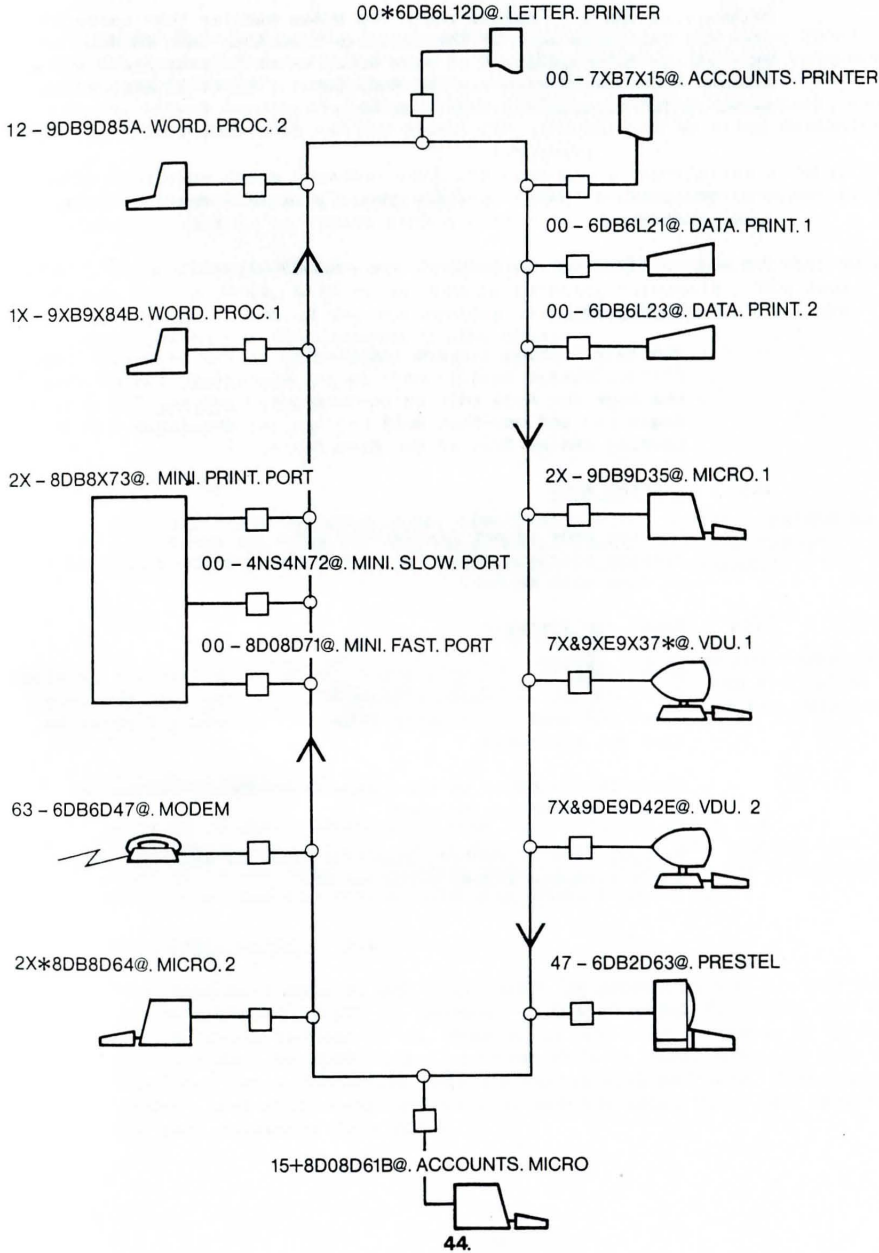 00*6DB6L12D@. LETTER. PRINTER
00 – 7XB7X15@. ACCOUNTS. PRINTER
12 – 9DB9D85A. WORD. PROC. 2
00 – 6DB6L21@. DATA. PRINT. 1
00 – 6DB6L23@. DATA. PRINT. 2
1X – 9XB9X84B. WORD. PROC. 1
2X – 8DB8X73@. MINI. PRINT. PORT
2X – 9DB9D35@. MICRO. 1
00 – 4NS4N72@. MINI. SLOW. PORT
00 – 8D08D71@. MINI. FAST. PORT
7X&9XE9X37*@. VDU. 1
63 – 6DB6D47@. MODEM
7X&9DE9D42E@. VDU. 2
2X*8DB8D64@. MICRO. 2
47 – 6DB2D63@. PRESTEL
15+8D08D61B@. ACCOUNTS. MICRO
44.